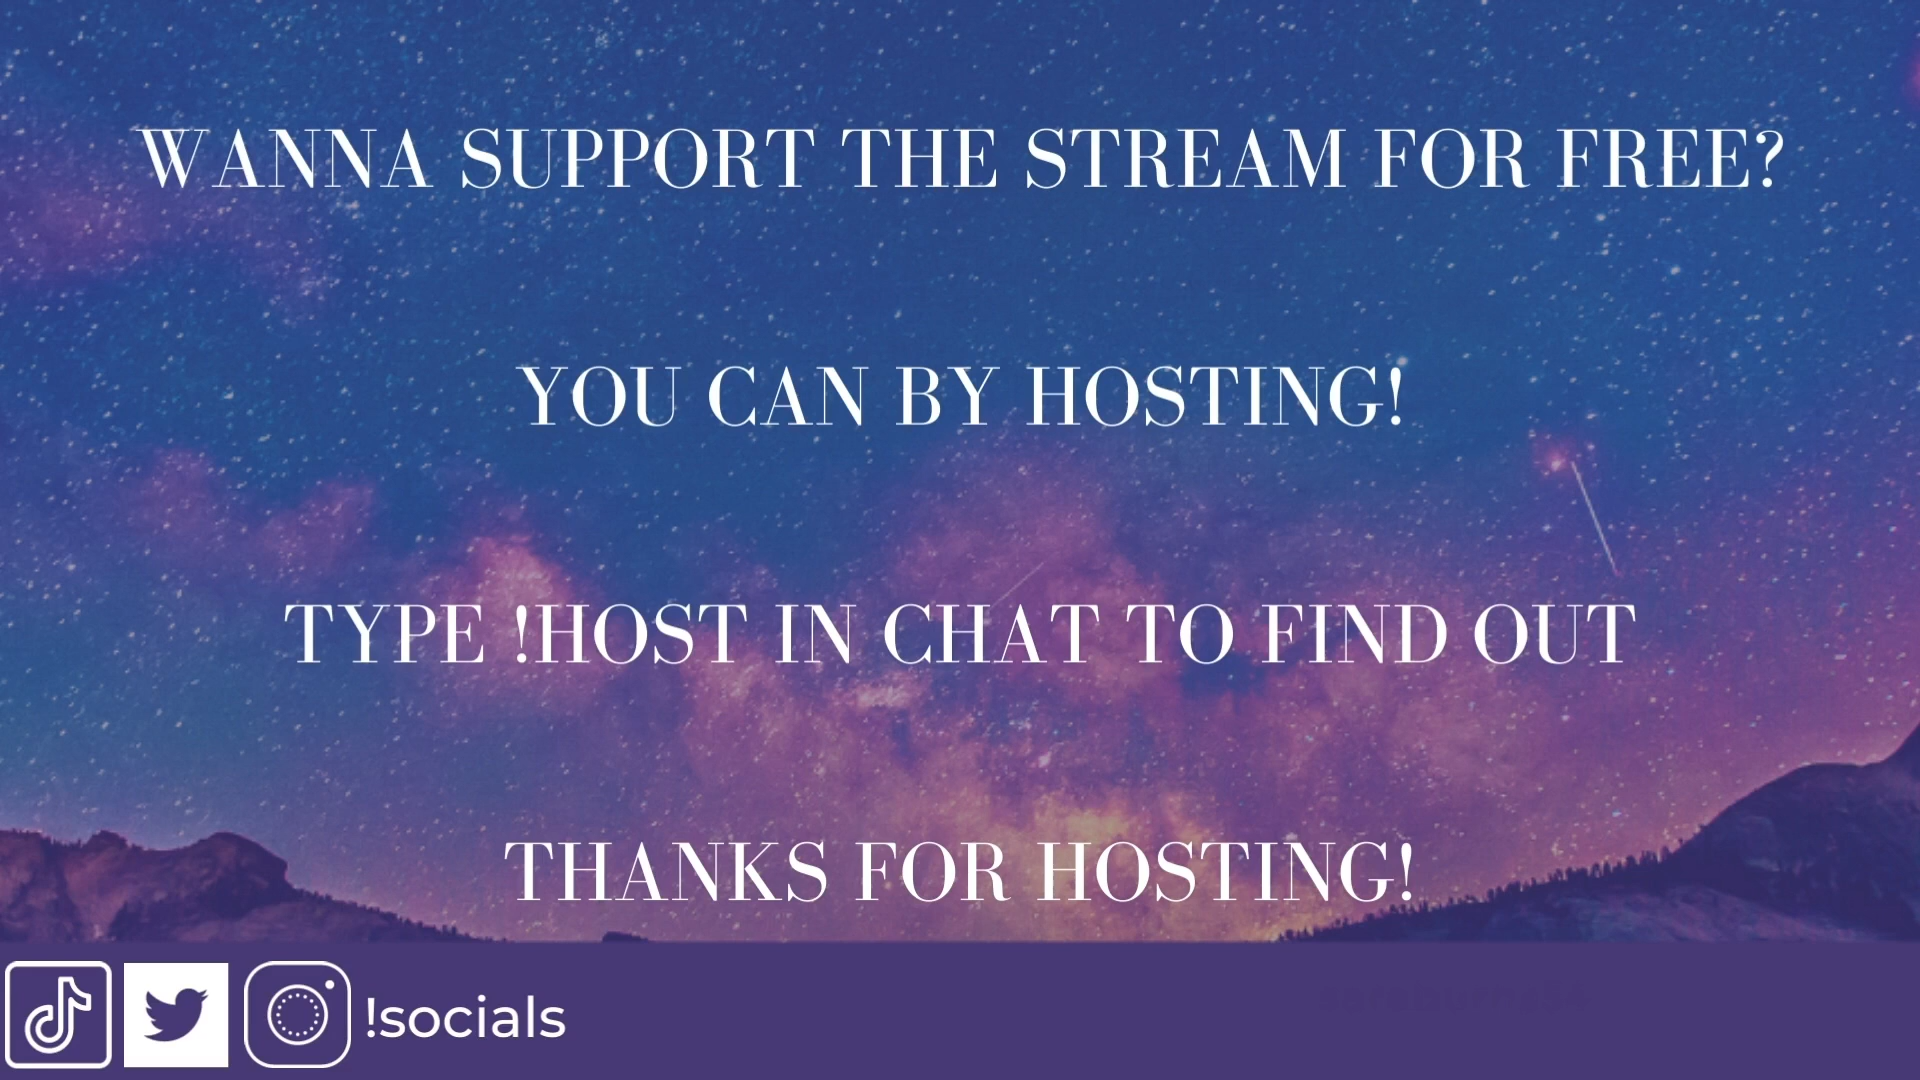 WANNA SUPPORT THE STREAM FOR FREE?
YOU CAN BY HOSTING!
TYPE !HOST IN CHAT TO FIND OUT
THANKS FOR HOSTING!
!socials